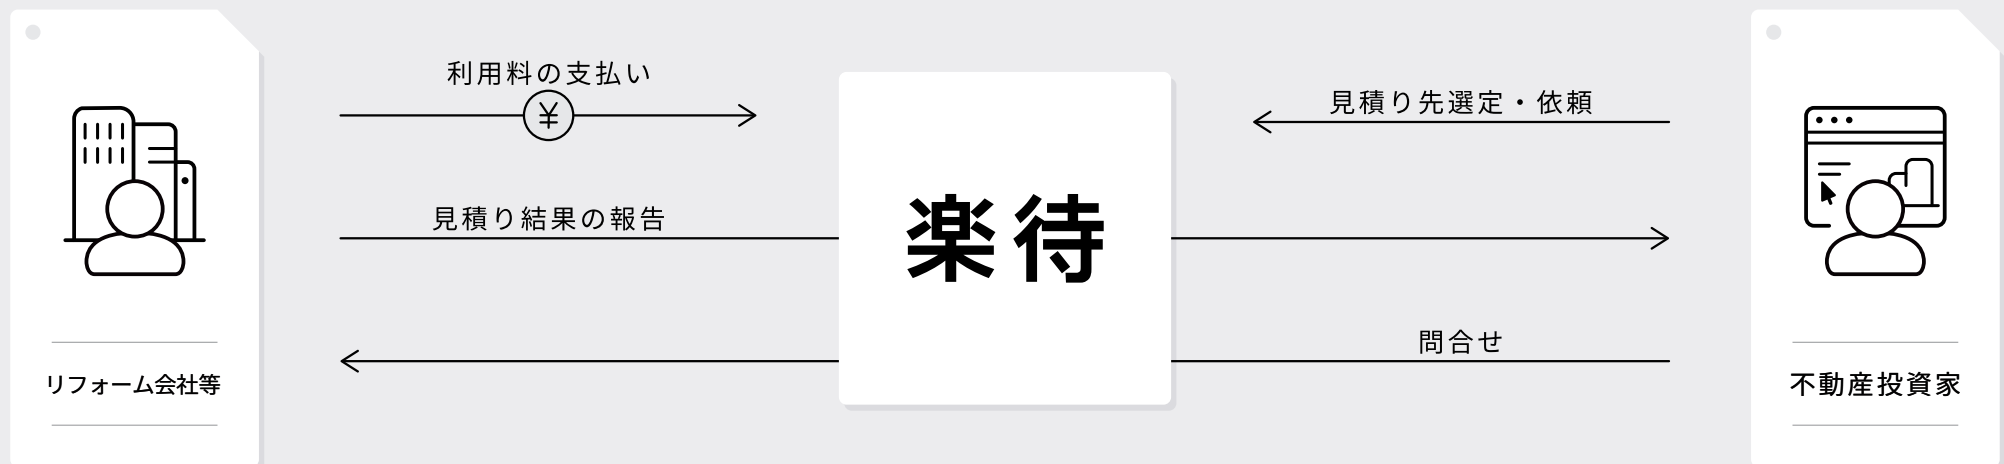 利用料の支払い
¥
見積り先選定・依頼
見積り結果の報告
楽待
問合せ
リフォーム会社等
不動産投資家